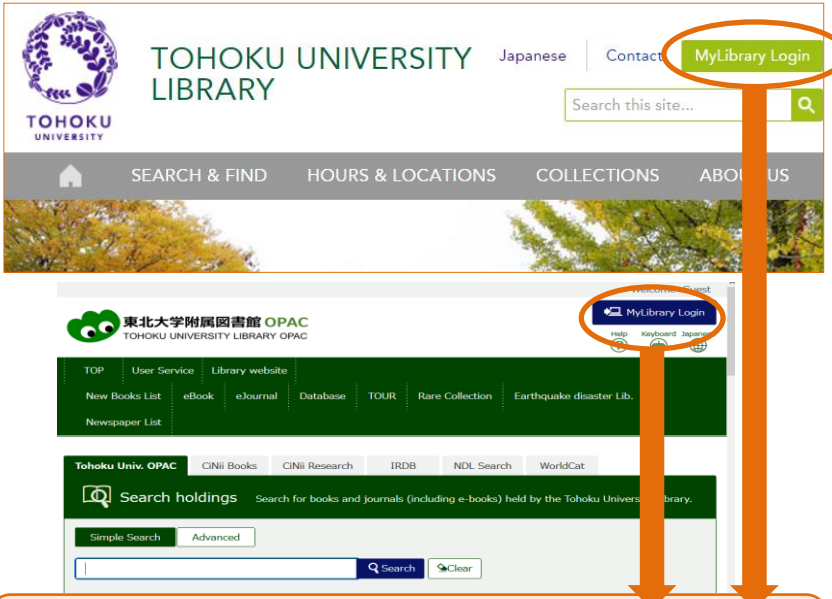 TOHOKU UNIVERSITY
LIBRARY
Japanese
Contact
MyLibrary Login
Search this site...
TOHOKU
UNIVERSITY
SEARCH & FIND
HOURS & LOCATIONS
COLLECTIONS
ABOUT US
Welcome Guest
東北大学附属図書館 OPAC
TOHOKU UNIVERSITY LIBRARY OPAC
MyLibrary Login
Help
Keyboard
Japanese
TOP
User Service
Library website
New Books List
eBook
eJournal
Database
TOUR
Rare Collection
Earthquake disaster Lib.
Newspaper List
Tohoku Univ. OPAC
CiNii Books
CiNii Research
IRDB
NDL Search
WorldCat
Search holdings
Search for books and journals (including e-books) held by the Tohoku University Library.
Simple Search
Advanced
Search
Clear